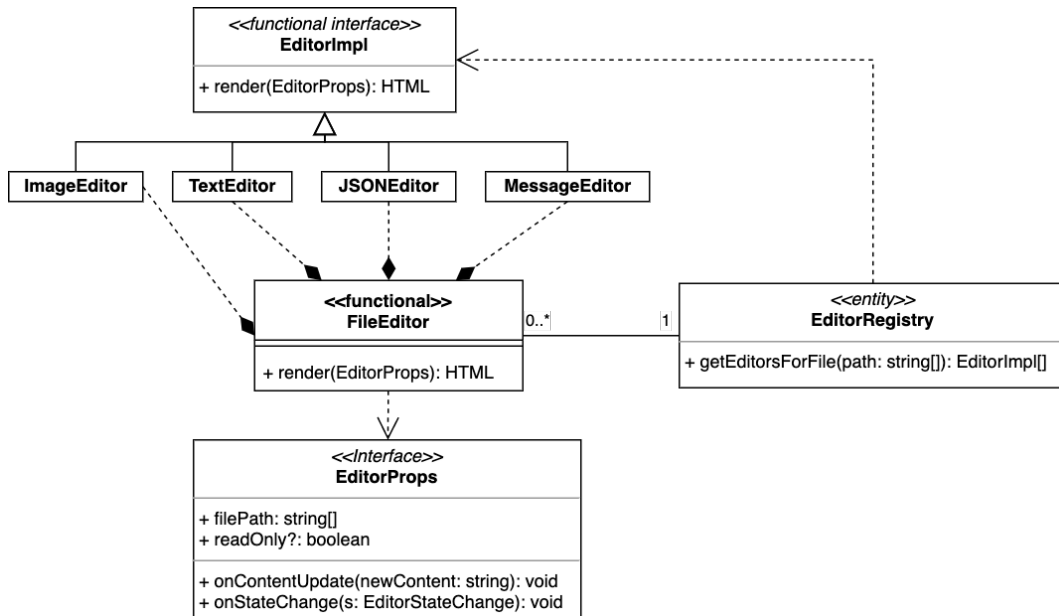 <<functional interface>>
EditorImpl
+ render(EditorProps): HTML
ImageEditor
TextEditor
JSONEditor
MessageEditor
<<functional>>
FileEditor
+ render(EditorProps): HTML
0..*
1
<<entity>>
EditorRegistry
+ getEditorsForFile(path: string[]): EditorImpl[]
<<Interface>>
EditorProps
+ filePath: string[]
+ readOnly?: boolean
+ onContentUpdate(newContent: string): void
+ onStateChange(s: EditorStateChange): void